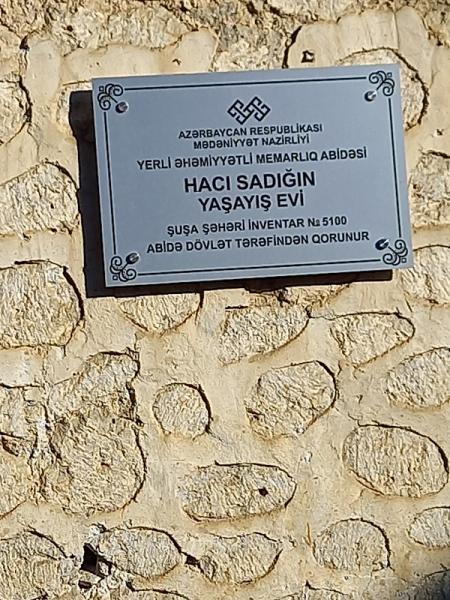 AZƏRBAYCAN RESPUBLİKASI
MƏDƏNİYYƏT NAZİRLİYİ
YERLİ ƏHƏMİYYƏTLİ MEMARLIQ ABİDƏSİ
HACI SADIĞIN
YAŞAYIŞ EVİ
ŞUŞA ŞƏHƏRİ İNVENTAR № 5100
ABİDƏ DÖVLƏT TƏRƏFİNDƏN QORUNUR